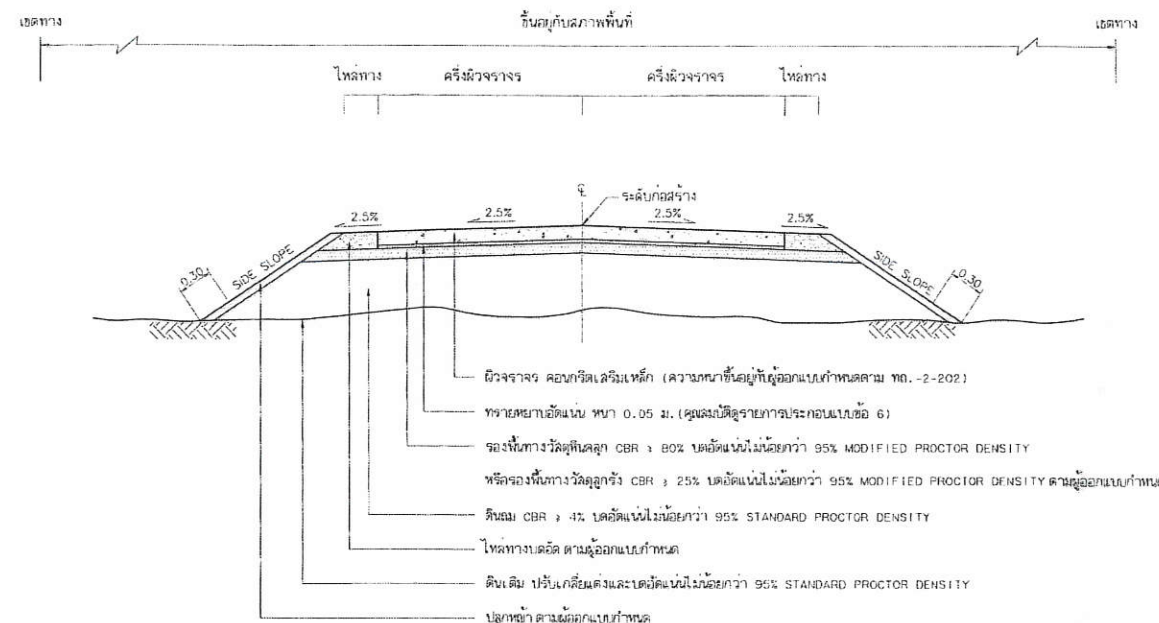 เขตทาง ขึ้นอยู่กับสภาพพื้นที่ เขตทาง
ไหล่ทาง ครึ่งผิวจราจร ครึ่งผิวจราจร ไหล่ทาง
ระดับก่อสร้าง
2.5% 2.5% 2.5% 2.5%
SIDE SLOPE SIDE SLOPE
0.30 0.30
ผิวจราจร คอนกรีตเสริมเหล็ก (ความหนาขึ้นอยู่กับผู้ออกแบบกำหนดตาม ทถ.-2-202)
ทรายหยาบอัดแน่น หนา 0.05 ม. (คุณสมบัติดูรายการประกอบแบบข้อ 6)
รองพื้นทางวัสดุหินคลุก CBR ≥ 80% บดอัดแน่นไม่น้อยกว่า 95% MODIFIED PROCTOR DENSITY
หรือรองพื้นทางวัสดุลูกรัง CBR ≥ 25% บดอัดแน่นไม่น้อยกว่า 95% MODIFIED PROCTOR DENSITY ตามผู้ออกแบบกำหนด
ดินถม CBR ≥ 4% บดอัดแน่นไม่น้อยกว่า 95% STANDARD PROCTOR DENSITY
ไหล่ทางบดอัด ตามผู้ออกแบบกำหนด
ดินเดิม ปรับเกลี่ยแต่งและบดอัดแน่นไม่น้อยกว่า 95% STANDARD PROCTOR DENSITY
ปลูกหญ้า ตามผู้ออกแบบกำหนด